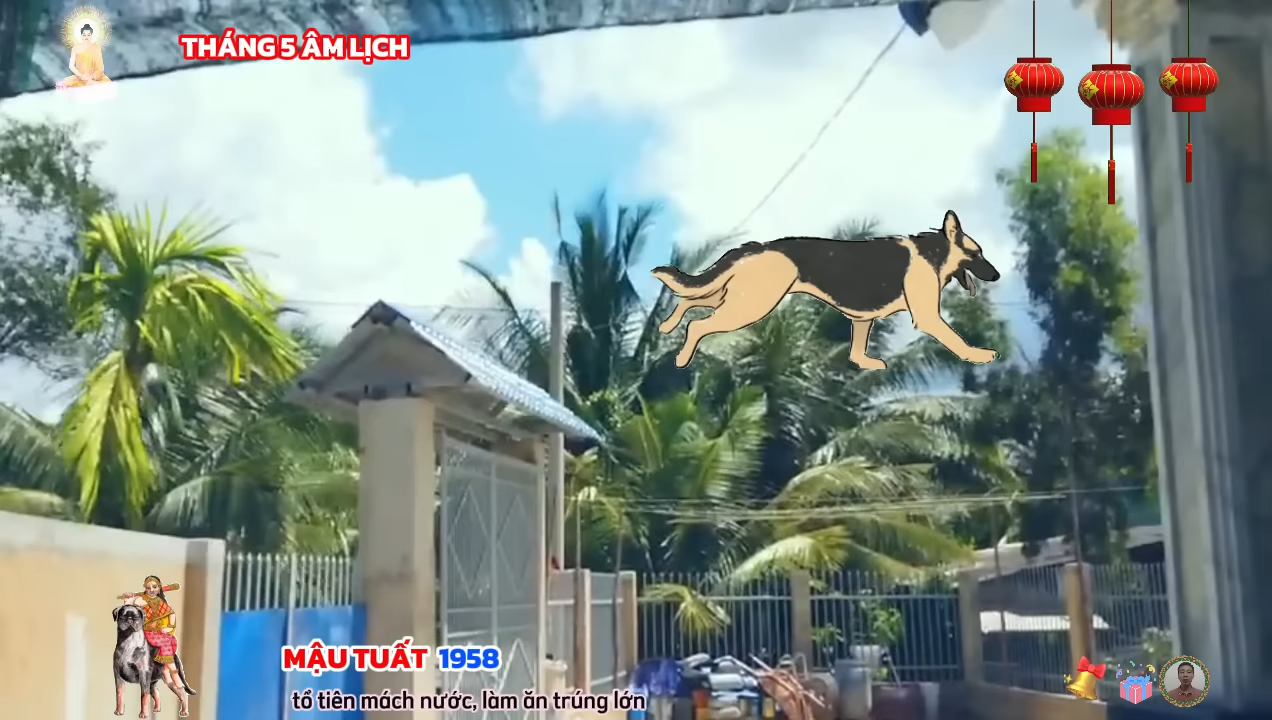 THÁNG 5 ÂM LỊCH
MẬU TUẤT 1958
tổ tiên mách nước, làm ăn trúng lớn